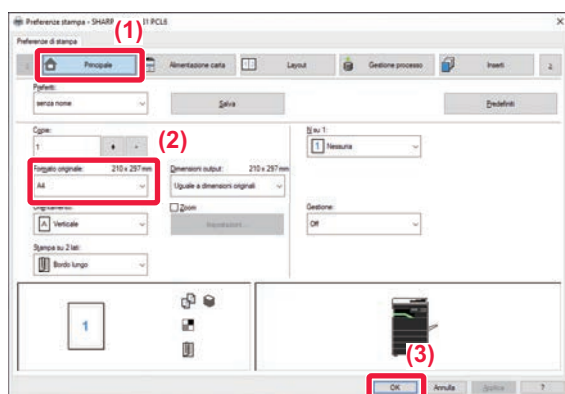 Preferenze stampa - SHARP 31 PCL6
(1)
Preferenze di stampa
Principale Alimentazione carta Layout Gestione processo Inserti
Preferiti:
senza nome Salva Predefiniti
Copie: N su 1:
1 + - (2) 1 Nessuna
Formato originale: 210 x 297 mm Dimensioni output: 210 x 297 mm
A4 Uguale a dimensioni originali
Orientamento: Zoom Gestione:
A Verticale Impostazioni... Off
Stampa su 2 lati:
Bordo lungo
1
(3)
OK Annulla Applica ?